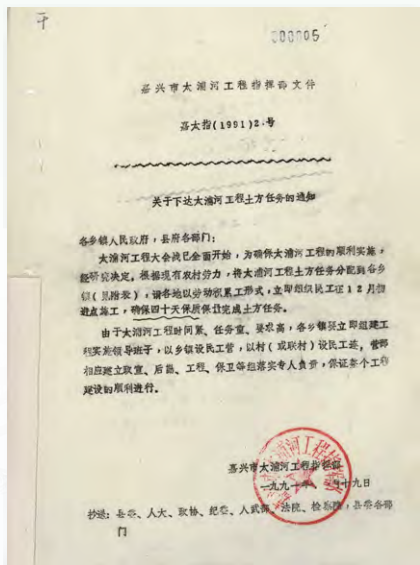 000005
嘉兴市太浦河工程指挥部文件
嘉太指(1991)2号
关于下达太浦河工程土方任务的通知
各乡镇人民政府,县府各部门:
太浦河工程大会战已全面开始,为确保太浦河工程的顺利实施,
经研究决定,根据现有农村劳力,将太浦河工程土方任务分配到各乡
镇(见附表),请各地以劳动积累工形式,立即组织民工在12月份
进点施工,确保四十天保质保量完成土方任务。
由于太浦河工程时间紧、任务重、要求高,各乡镇要立即组建工
程实施领导班子,以乡镇设民工营,以村(或联村)设民工连,营部
相应建立政宣、后勤、工程、保卫等组落实专人负责,保证整个工程
建设的顺利进行。
嘉兴市太浦河工程指挥部
一九九一年 月十九日
抄送:县委、人大、政协、纪委、人武部、法院、检察院,县委各部
门